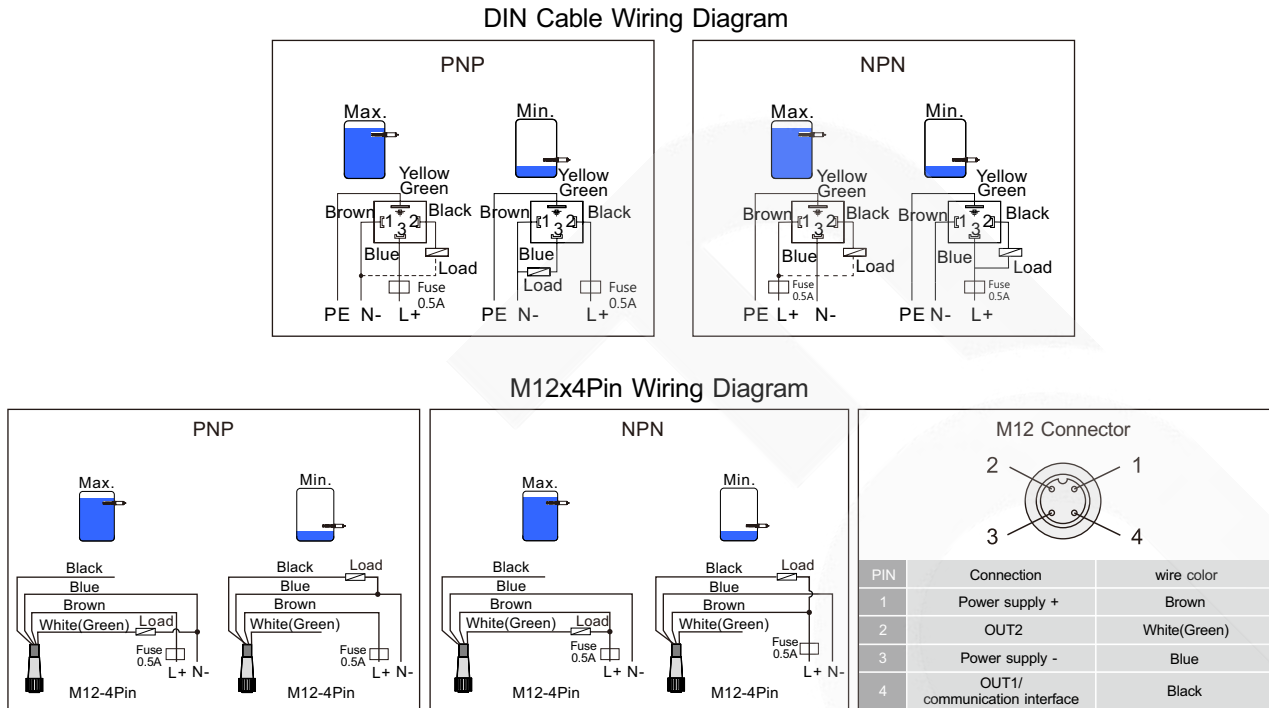 DIN Cable Wiring Diagram
PNP
Max.
Yellow
Green
Brown
1 2
3
Black
Blue
Load
Fuse
0.5A
PE N- L+
Min.
Yellow
Green
Brown
1 2
3
Black
Blue
Load
Fuse
0.5A
PE N- L+
NPN
Max.
Yellow
Green
Brown
1 2
3
Black
Blue
Load
Fuse
0.5A
PE L+ N-
Min.
Yellow
Green
Brown
1 2
3
Black
Blue
Load
Fuse
0.5A
PE N- L+
M12x4Pin Wiring Diagram
PNP
Max.
Black
Blue
Brown
White(Green) Load
Fuse
0.5A
L+ N-
M12-4Pin
Min.
Black Load
Blue
Brown
White(Green)
Fuse
0.5A
L+ N-
M12-4Pin
NPN
Max.
Black
Blue
Brown
White(Green) Load
Fuse
0.5A
L+ N-
M12-4Pin
Min.
Black Load
Blue
Brown
White(Green)
Fuse
0.5A
L+ N-
M12-4Pin
M12 Connector
2 1
3 4
PIN Connection wire color
1 Power supply + Brown
2 OUT2 White(Green)
3 Power supply - Blue
4 OUT1/ communication interface Black